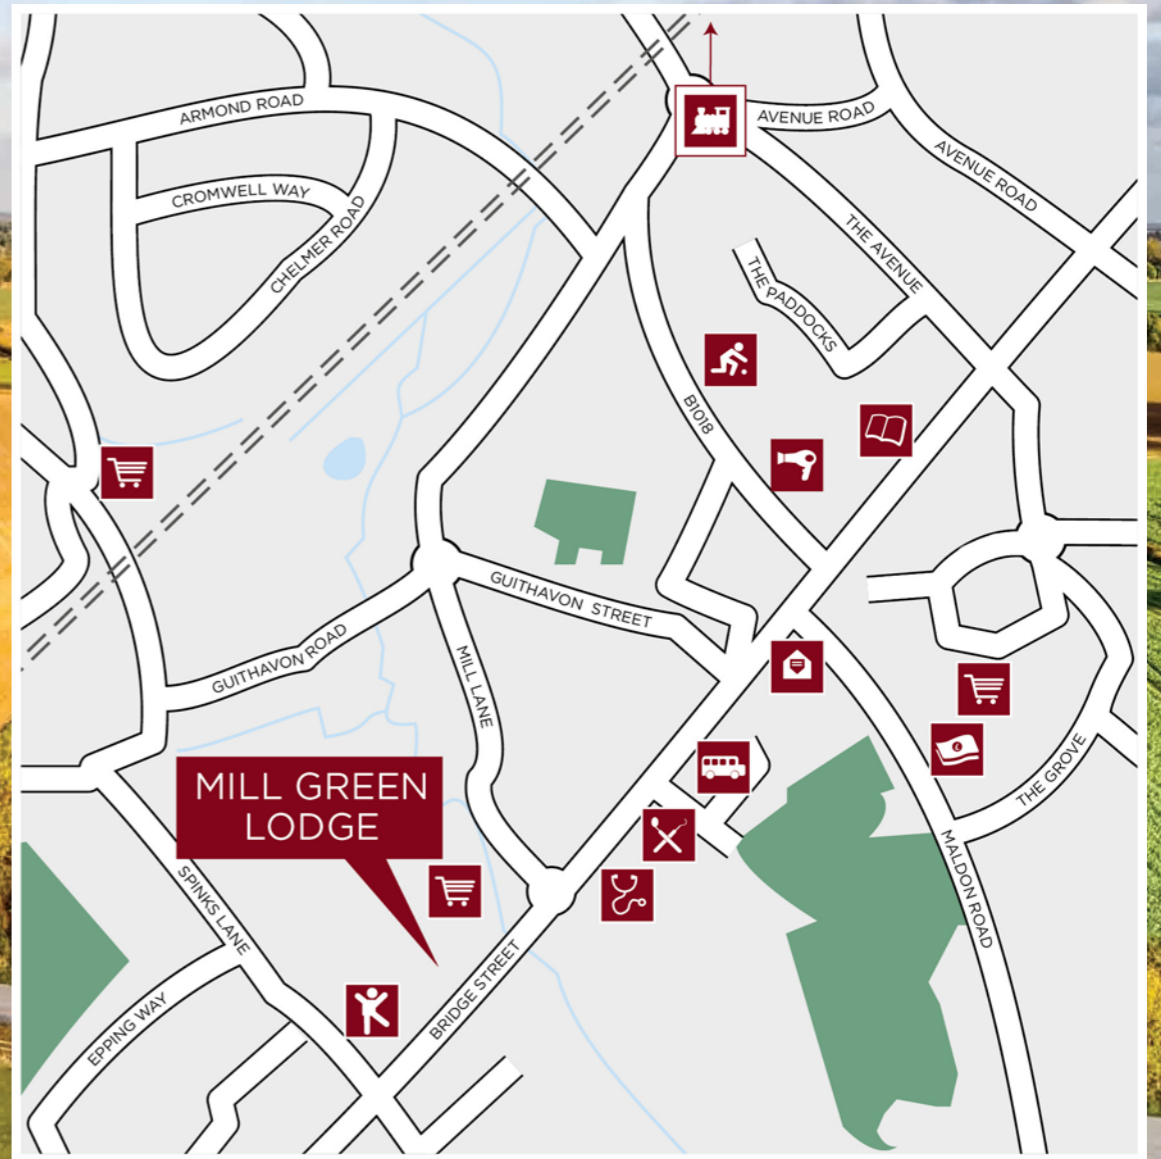 ARMOND ROAD
AVENUE ROAD
AVENUE ROAD
CROMWELL WAY
CHELMER ROAD
THE AVENUE
THE PADDOCKS
B1018
GUITHAVON STREET
GUITHAVON ROAD
MILL LANE
MILL GREEN
LODGE
THE GROVE
MALDON ROAD
SPINKS LANE
BRIDGE STREET
EPPING WAY
£